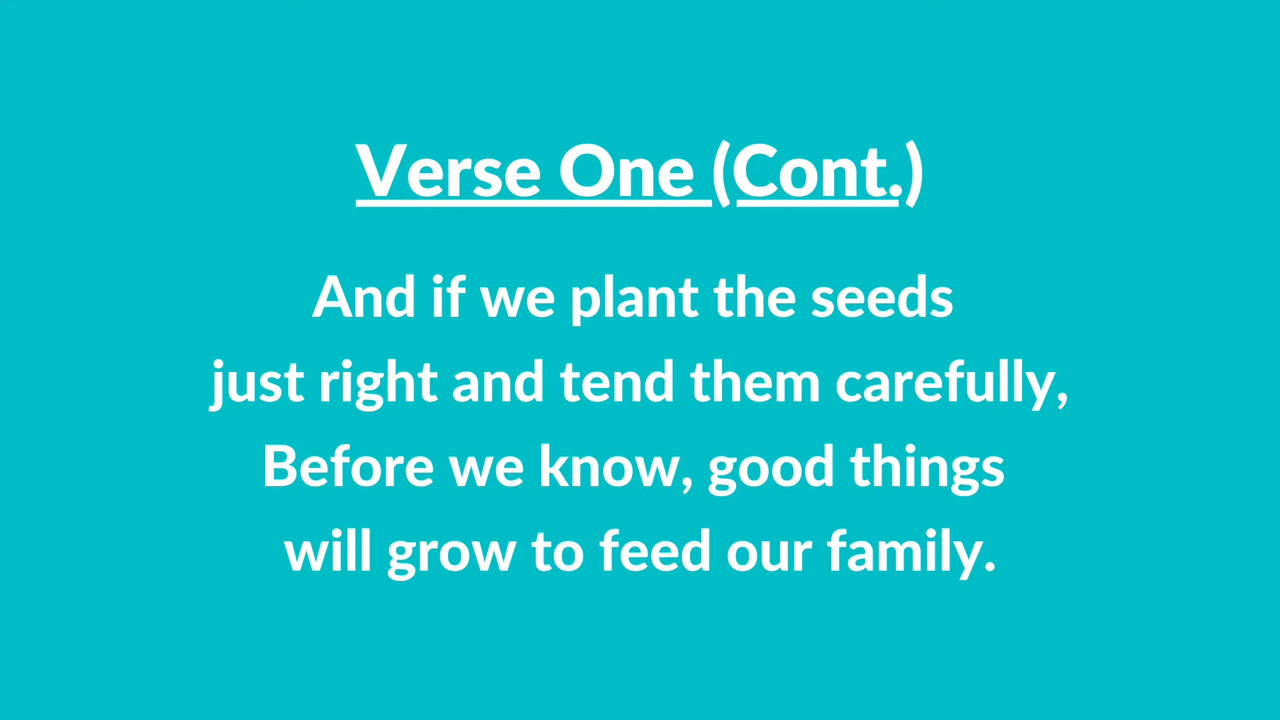 Verse One (Cont.)
And if we plant the seeds
just right and tend them carefully,
Before we know, good things
will grow to feed our family.